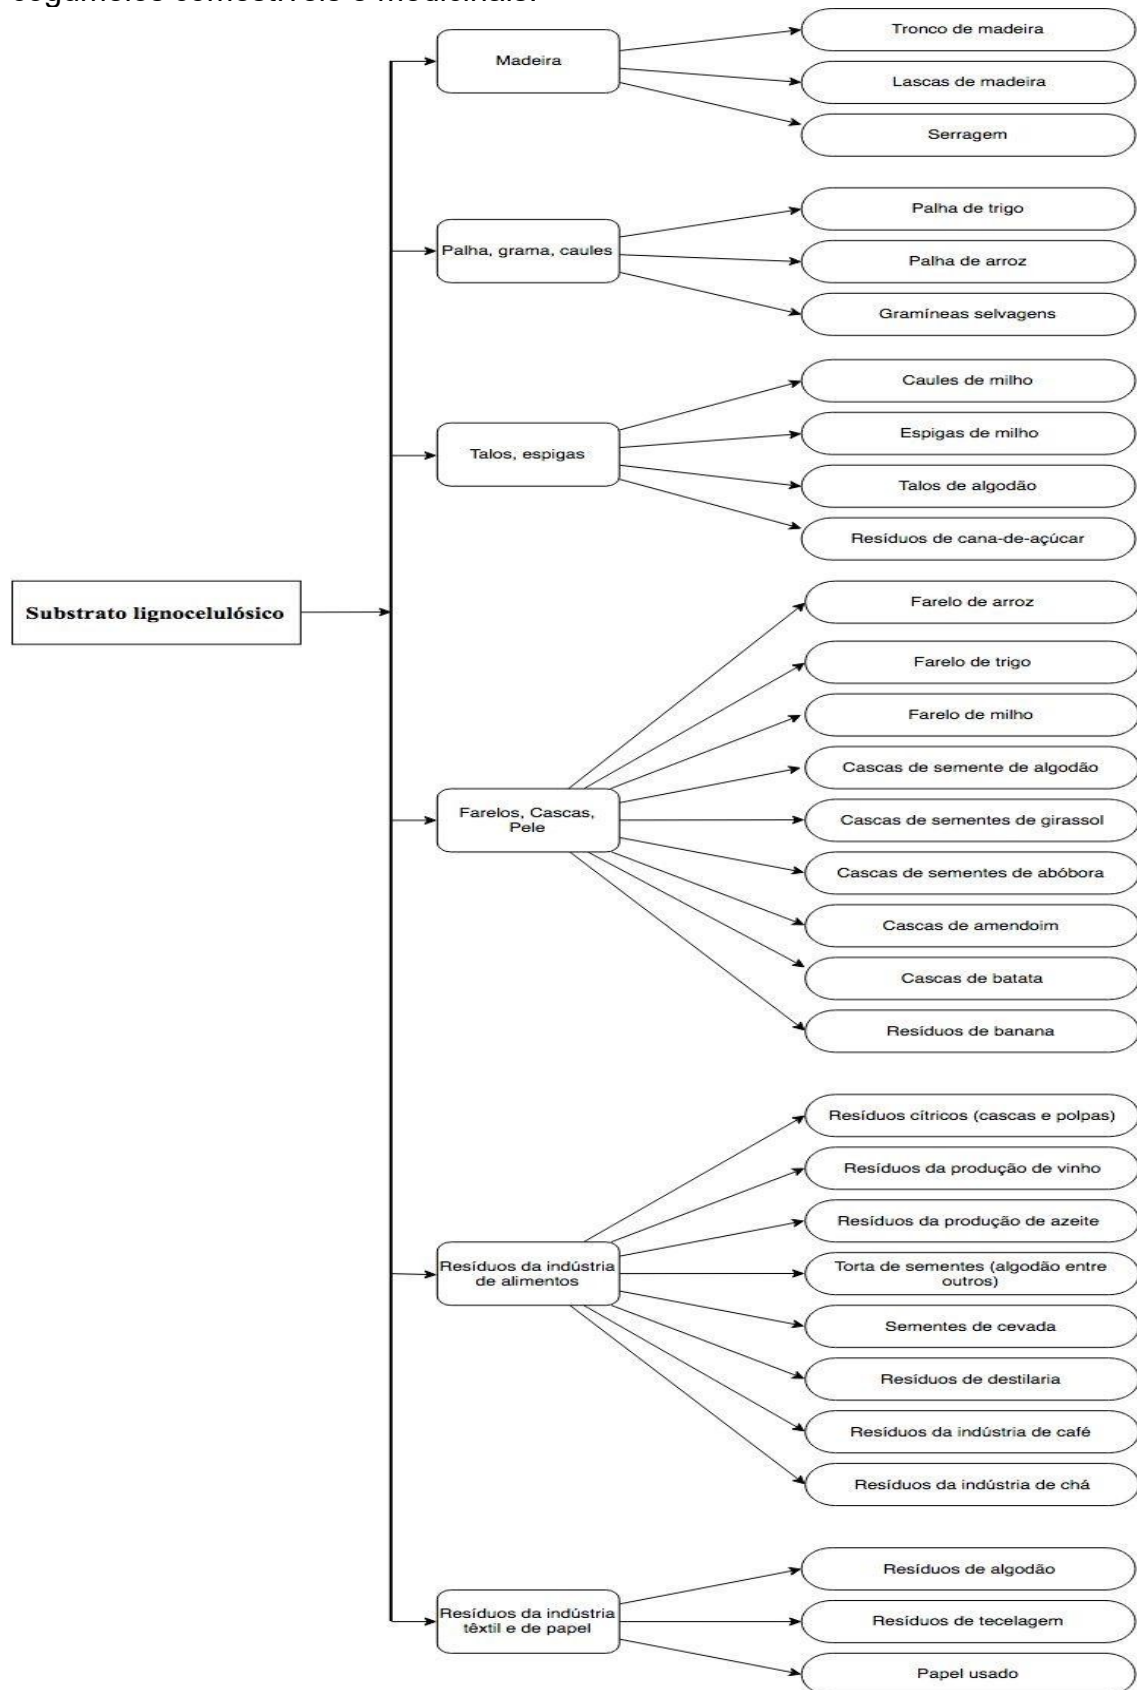 cogumelos comestíveis e medicinais.
Madeira
Tronco de madeira
Lascas de madeira
Serragem
Palha, grama, caules
Palha de trigo
Palha de arroz
Gramíneas selvagens
Talos, espigas
Caules de milho
Espigas de milho
Talos de algodão
Resíduos de cana-de-açúcar
Substrato lignocelulósico
Farelos, Cascas,
Pele
Farelo de arroz
Farelo de trigo
Farelo de milho
Cascas de semente de algodão
Cascas de sementes de girassol
Cascas de sementes de abóbora
Cascas de amendoim
Cascas de batata
Resíduos de banana
Resíduos da indústria
de alimentos
Resíduos cítricos (cascas e polpas)
Resíduos da produção de vinho
Resíduos da produção de azeite
Torta de sementes (algodão entre
outros)
Sementes de cevada
Resíduos de destilaria
Resíduos da indústria de café
Resíduos da indústria de chá
Resíduos da indústria
têxtil e de papel
Resíduos de algodão
Resíduos de tecelagem
Papel usado